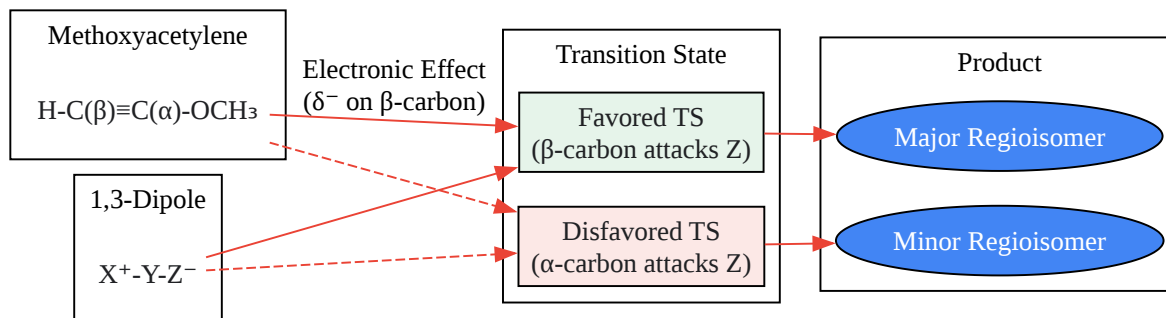 Methoxyacetylene
H-C(β)≡C(α)-OCH₃
1,3-Dipole
X⁺-Y-Z⁻
Electronic Effect
(δ⁻ on β-carbon)
Transition State
Favored TS
(β-carbon attacks Z)
Disfavored TS
(α-carbon attacks Z)
Product
Major Regioisomer
Minor Regioisomer